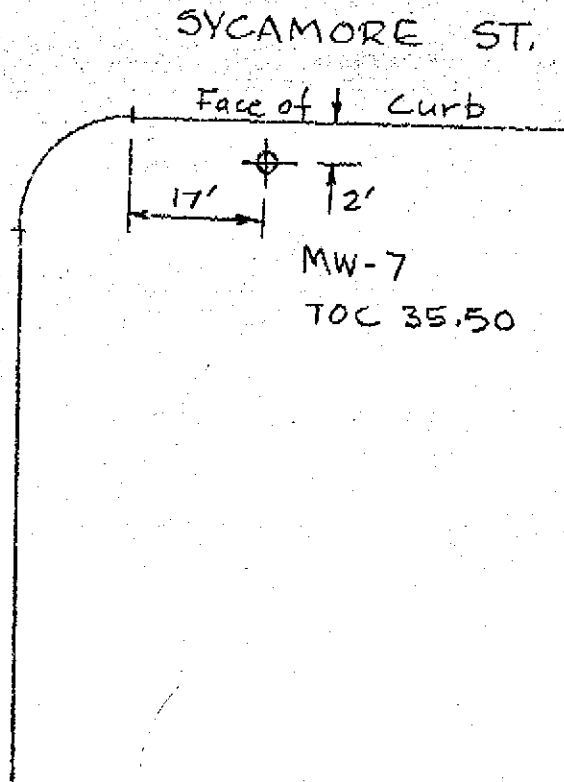 SYCAMORE ST.
Face of Curb
17'
2'
MW-7
TOC 35.50